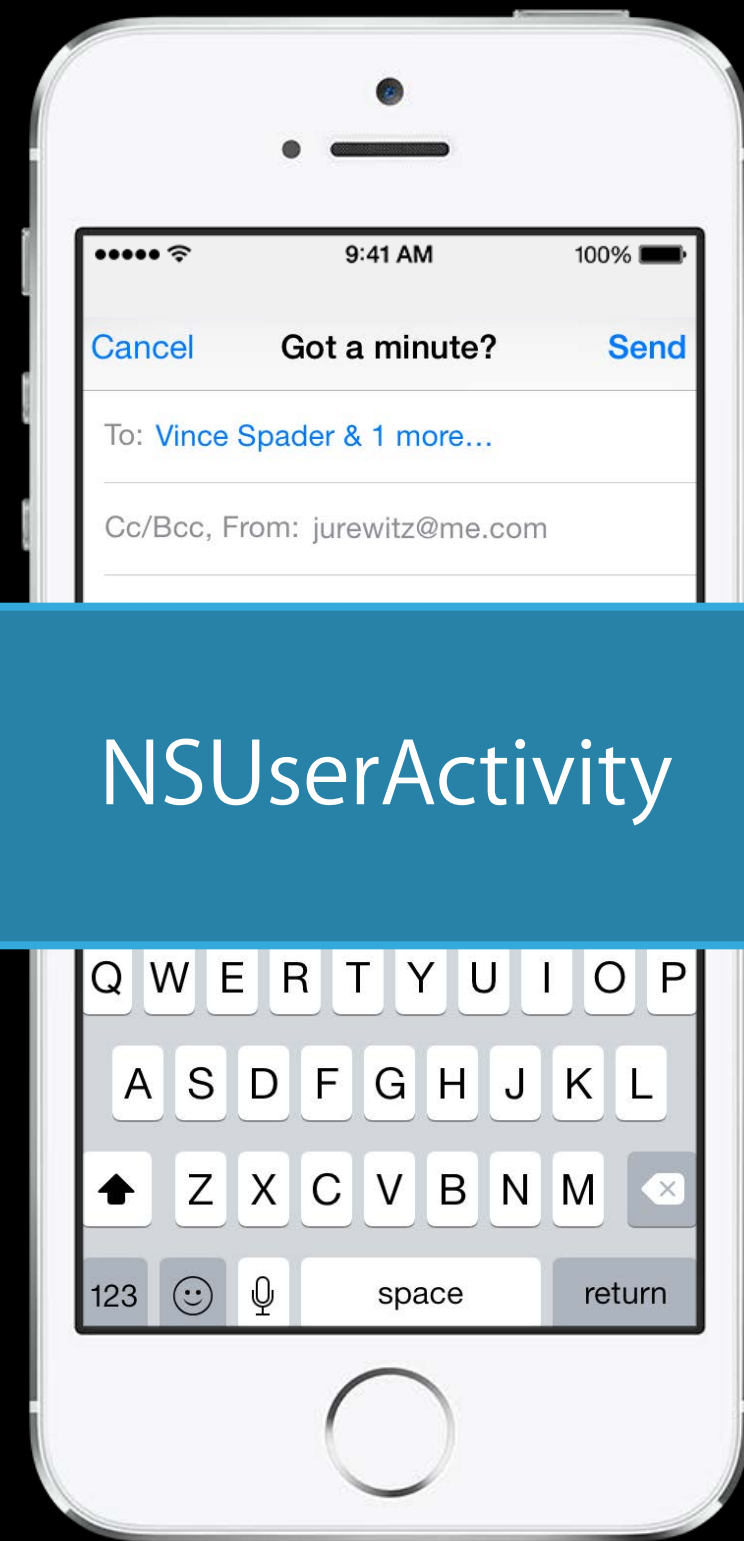 9:41 AM 100%
Cancel Got a minute? Send
To: Vince Spader & 1 more…
Cc/Bcc, From: jurewitz@me.com
NSUserActivity
Q W E R T Y U I O P
A S D F G H J K L
Z X C V B N M
123 space return